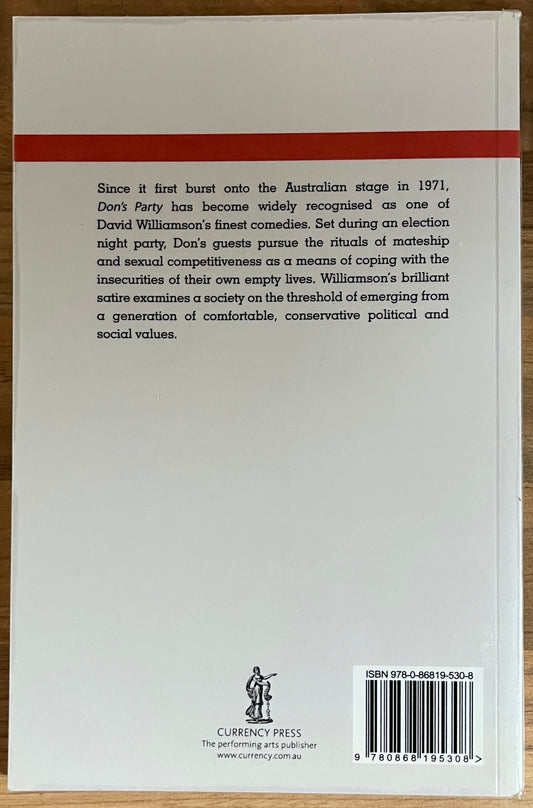 Since it first burst onto the Australian stage in 1971,
Don's Party has become widely recognised as one of
David Williamson's finest comedies. Set during an election
night party, Don's guests pursue the rituals of mateship
and sexual competitiveness as a means of coping with the
insecurities of their own empty lives. Williamson's brilliant
satire examines a society on the threshold of emerging from
a generation of comfortable, conservative political and
social values.
CURRENCY PRESS
The performing arts publisher
www.currency.com.au
ISBN 978-0-86819-530-8
9 780868 195308 >